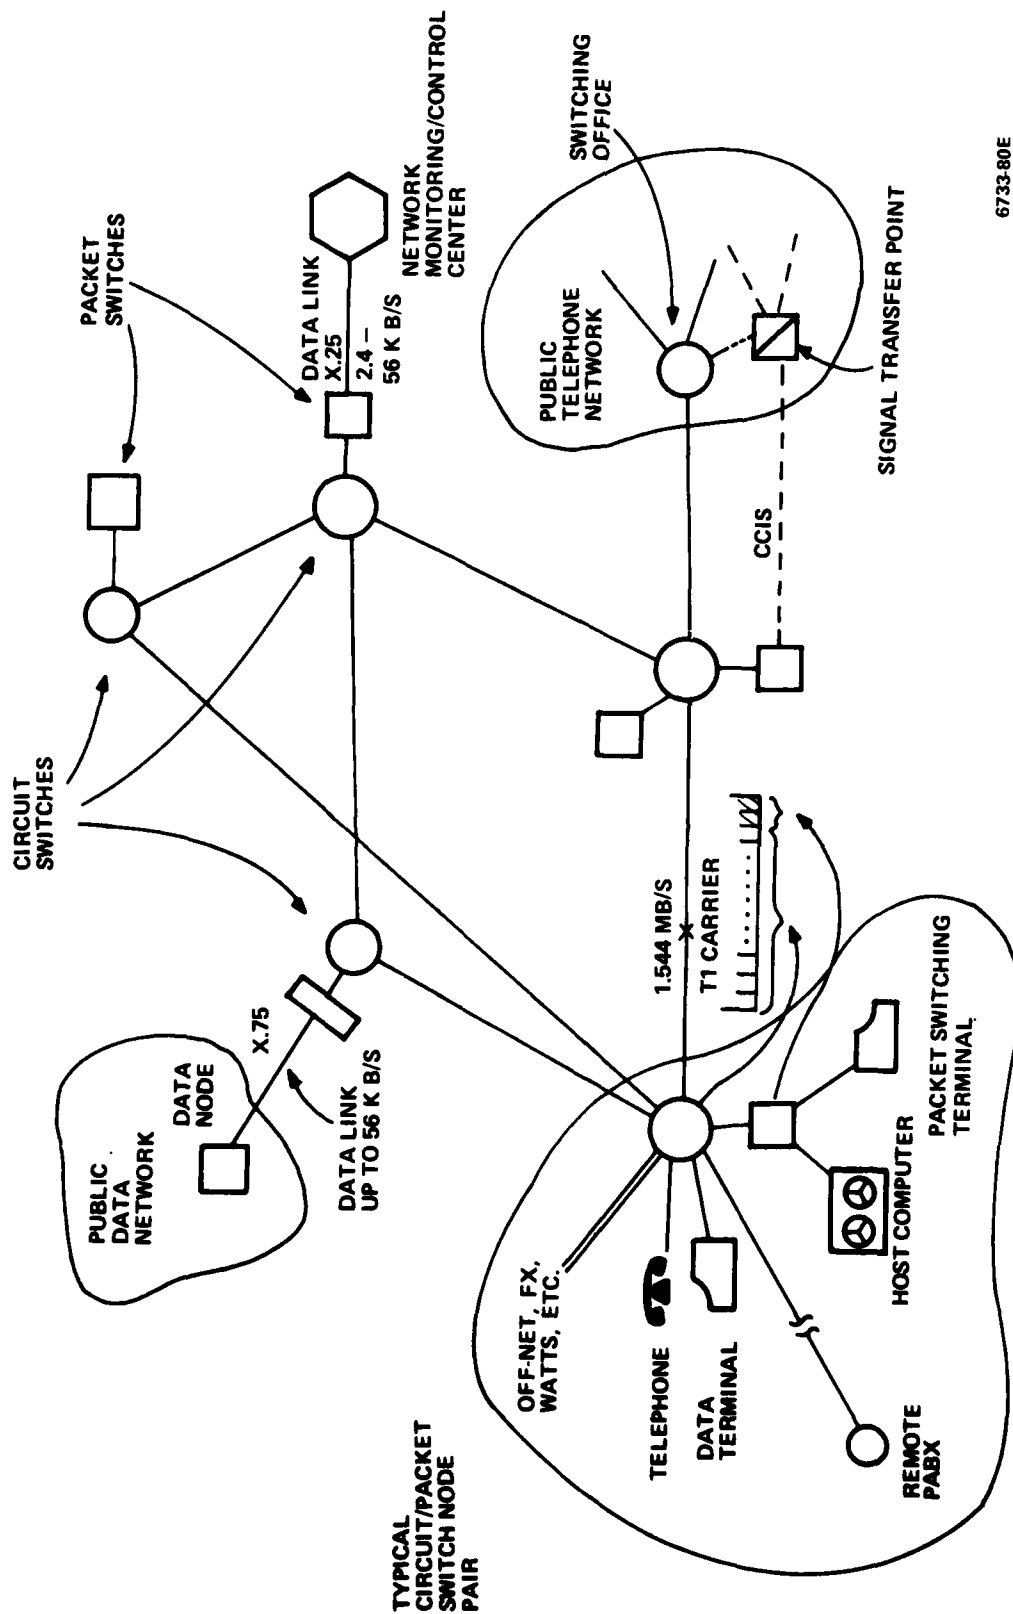 CIRCUIT
SWITCHES
PACKET
SWITCHES
PUBLIC
DATA
NETWORK
DATA
NODE
X.75
DATA LINK
UP TO 56 K B/S
DATA LINK
X.25
2.4 –
56 K B/S
NETWORK
MONITORING/CONTROL
CENTER
TYPICAL
CIRCUIT/PACKET
SWITCH NODE
PAIR
OFF-NET, FX,
WATTS, ETC.
TELEPHONE
DATA
TERMINAL
REMOTE
PABX
HOST COMPUTER
PACKET SWITCHING
TERMINAL
1.544 MB/S
T1 CARRIER
CCIS
PUBLIC
TELEPHONE
NETWORK
SWITCHING
OFFICE
SIGNAL TRANSFER POINT
6733-80E